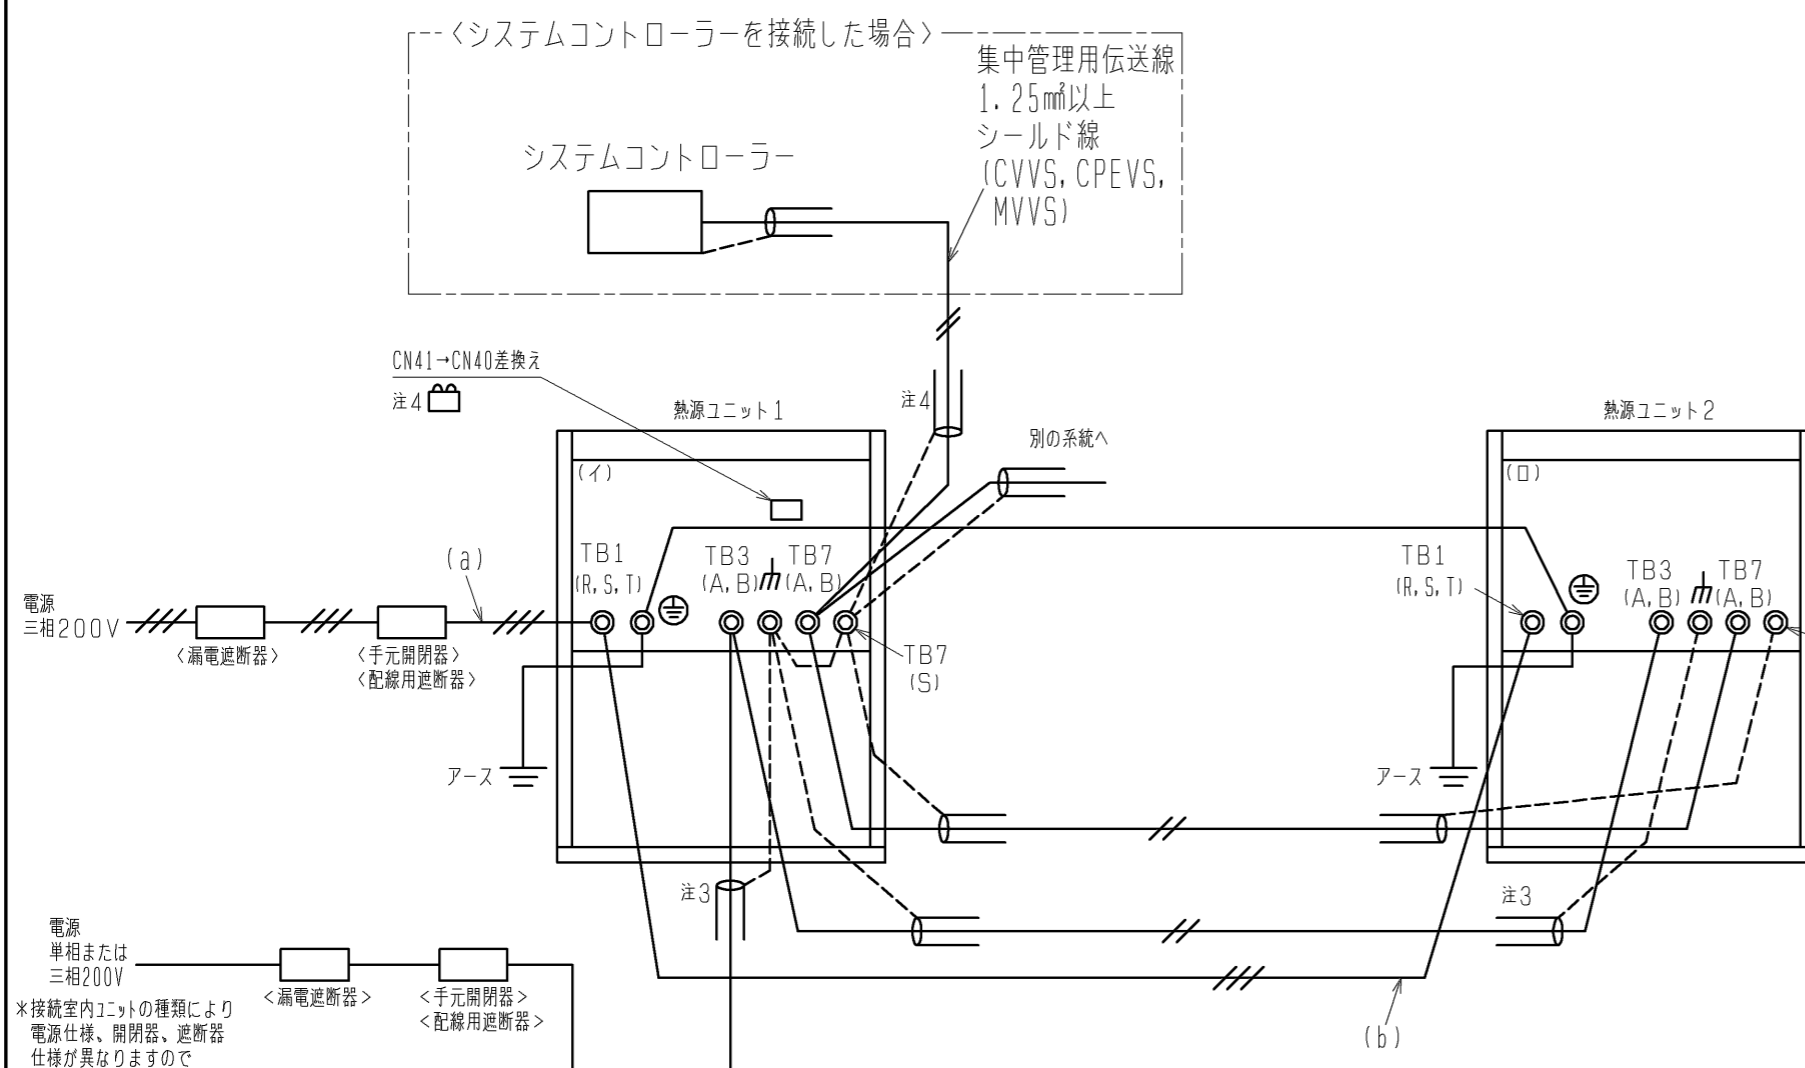 〈システムコントローラーを接続した場合〉
集中管理用伝送線
1.25㎟以上
シールド線
(CVVS, CPEVS,
MVVS)
システムコントローラー
CN41→CN40差換え
注4
熱源ユニット1
注4
別の系統へ
熱源ユニット2
(イ)
(ロ)
(a)
TB1
(R, S, T)
TB3
(A, B)
TB7
(A, B)
TB1
(R, S, T)
TB3
(A, B)
TB7
(A, B)
電源
三相200V
<漏電遮断器>
<手元開閉器>
<配線用遮断器>
TB7
(S)
アース
アース
注3
注3
電源
単相または
三相200V
<漏電遮断器>
<手元開閉器>
<配線用遮断器>
(b)
*接続室内ユニットの種類により
電源仕様、開閉器、遮断器
仕様が異なりますので